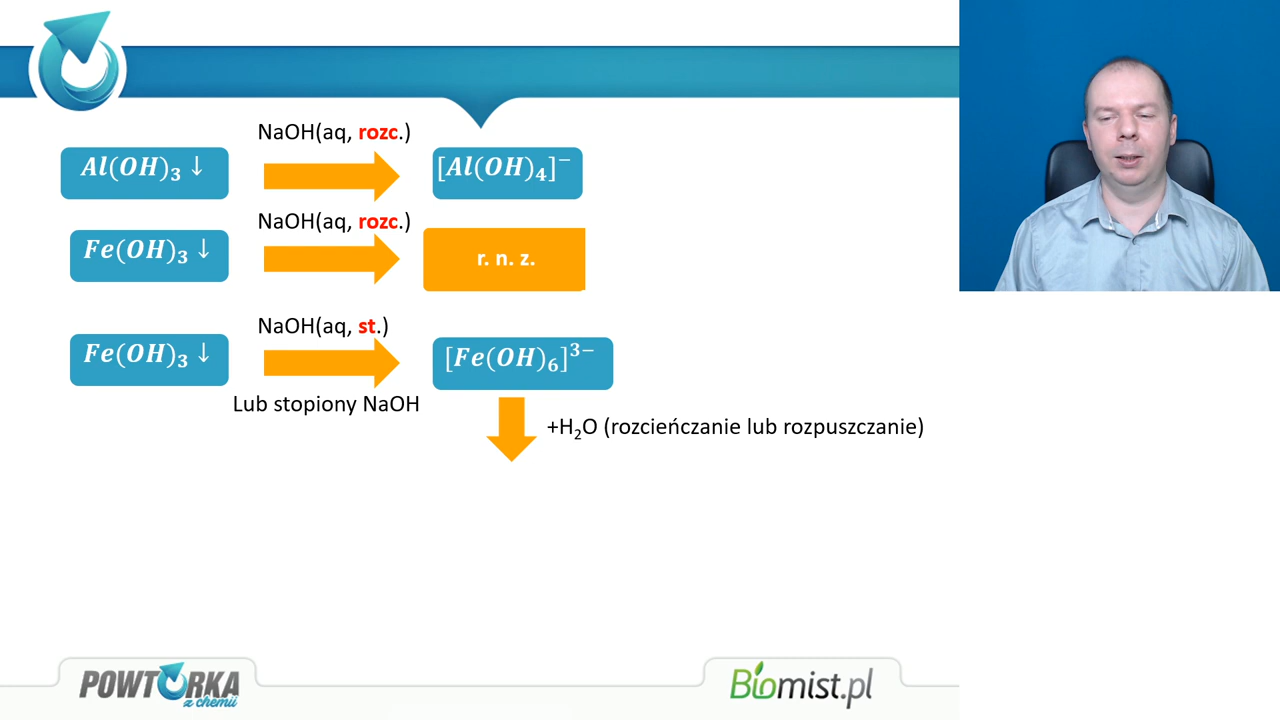 NaOH(aq, rozc.)
Al(OH)₃ ↓
[Al(OH)₄]⁻
NaOH(aq, rozc.)
Fe(OH)₃ ↓
r. n. z.
NaOH(aq, st.)
Fe(OH)₃ ↓
[Fe(OH)₆]³⁻
Lub stopiony NaOH
+H₂O (rozcieńczanie lub rozpuszczanie)
POWTÓRKA
z chemii
Biomist.pl